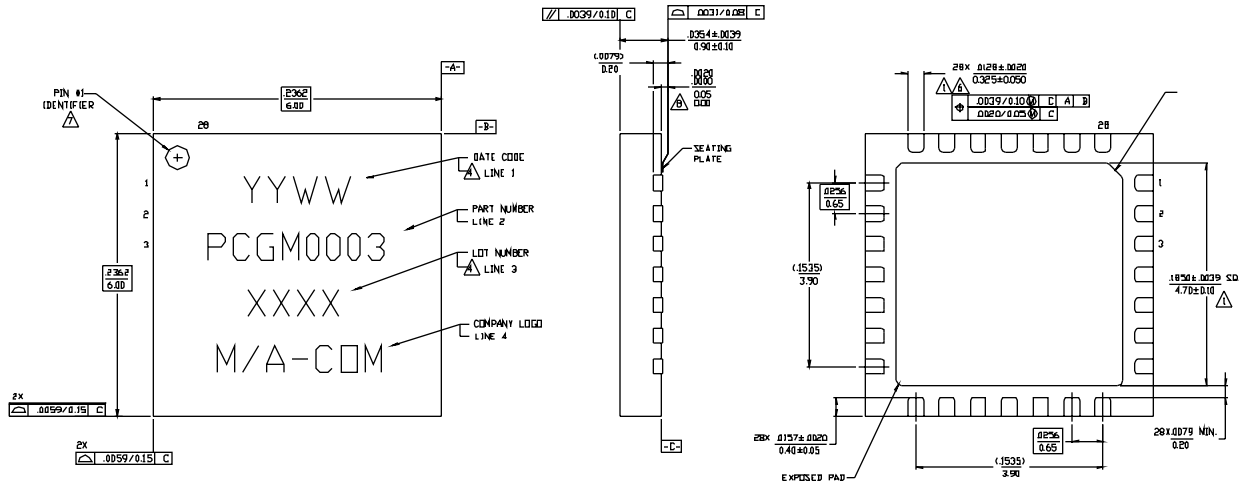 // .0039/0.10 C
.0031/0.08 C
.0354±.0039
0.90±0.10
(.0079)
0.20
.0020
.0000
0.05
0.00
8
SEATING
PLATE
-C-
-A-
.2362
6.00
PIN #1
IDENTIFIER
7
28
-B-
1
2
3
YYWW
PCGM0003
XXXX
M/A-COM
DATE CODE
4 LINE 1
PART NUMBER
LINE 2
LOT NUMBER
4 LINE 3
COMPANY LOGO
LINE 4
.2362
6.00
2X
.0059/0.15 C
2X
.0059/0.15 C
28X .0128±.0020
0.325±0.050
1 6
.0039/0.10 M C A B
.0020/0.05 M C
28
1
2
3
.0256
0.65
(.1535)
3.90
.1850±.0039 SQ
4.70±0.10
1
28X .0157±.0020
0.40±0.05
.0256
0.65
28X.0079 MIN.
0.20
(.1535)
3.90
EXPOSED PAD